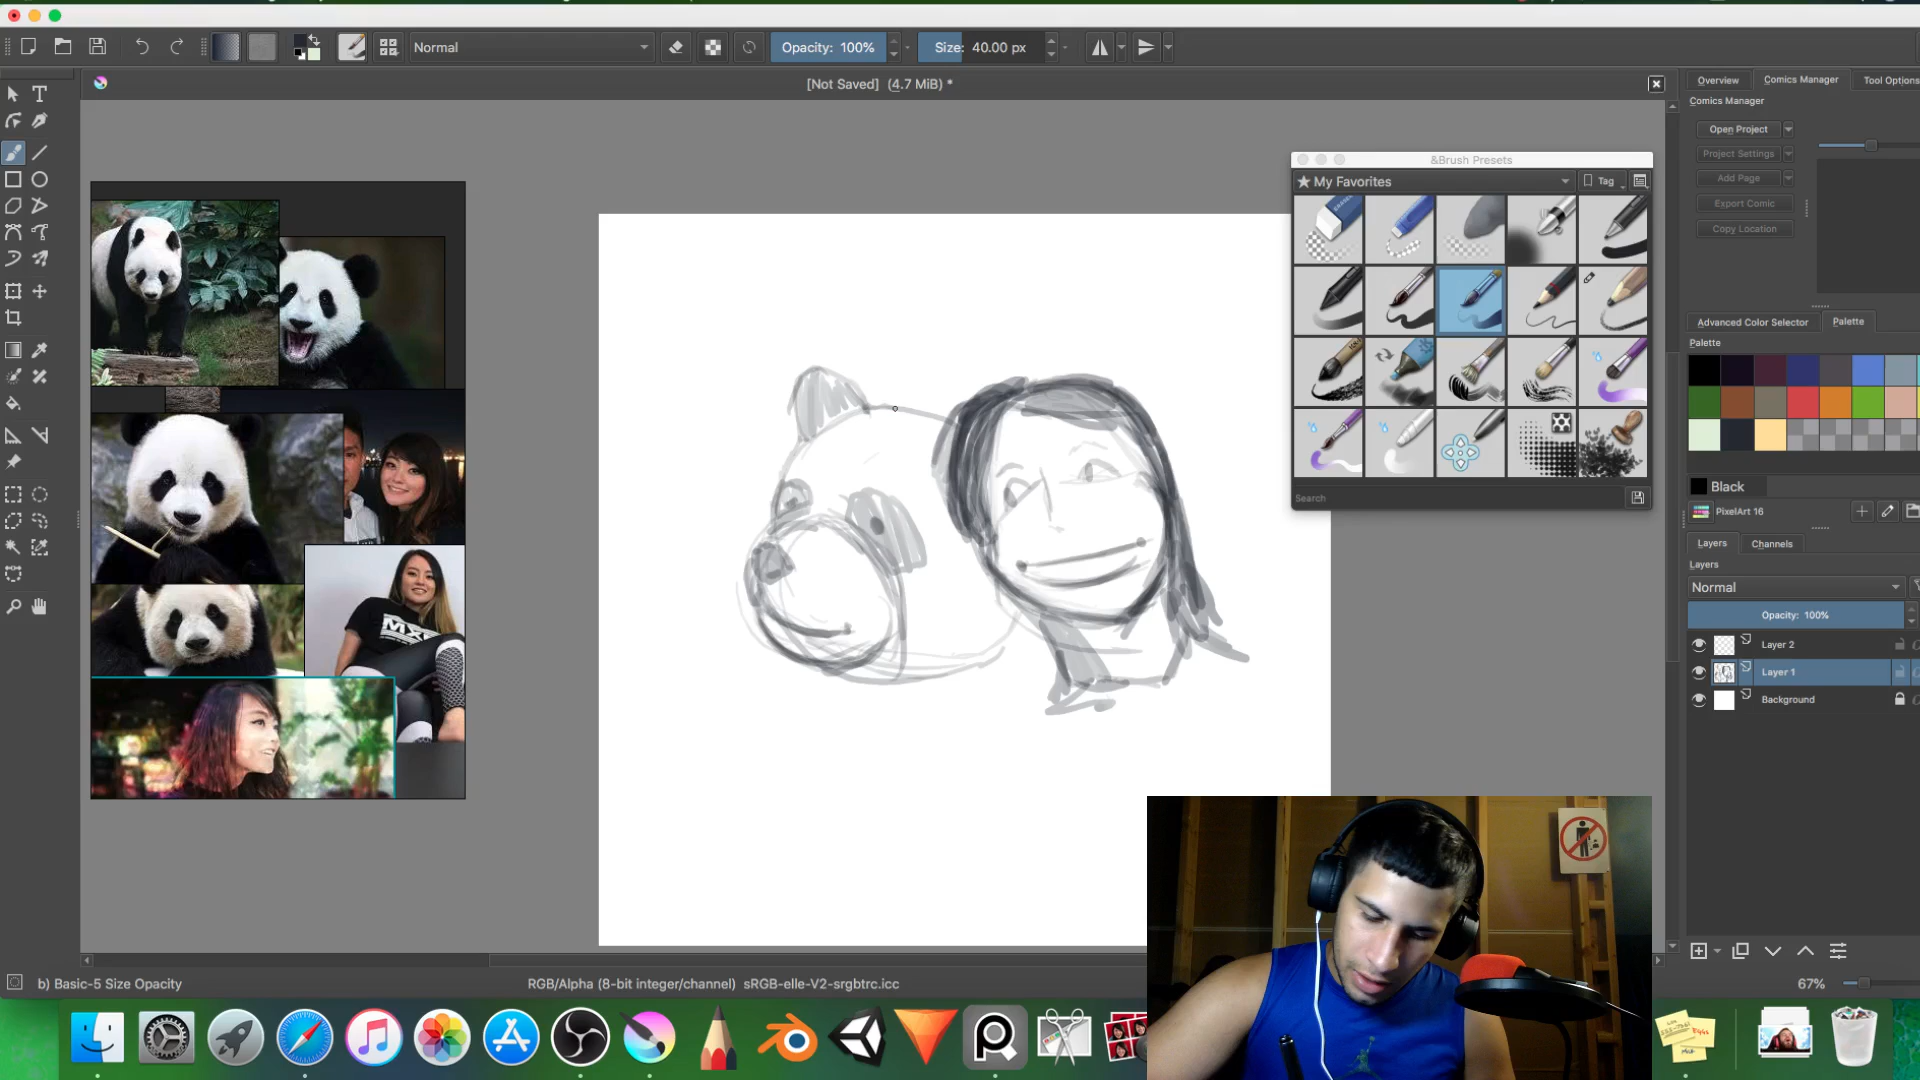 Normal
Opacity: 100%
Size: 40.00 px
[Not Saved] (4.7 MiB) *
Overview
Comics Manager
Tool Options
Comics Manager
Open Project
Project Settings
Add Page
Export Comic
Copy Location
&Brush Presets
My Favorites
Tag
Search
Advanced Color Selector
Palette
Palette
Black
PixelArt 16
Layers
Channels
Layers
Normal
Opacity: 100%
Layer 2
Layer 1
Background
67%
b) Basic-5 Size Opacity
RGB/Alpha (8-bit integer/channel) sRGB-elle-V2-srgbtrc.icc